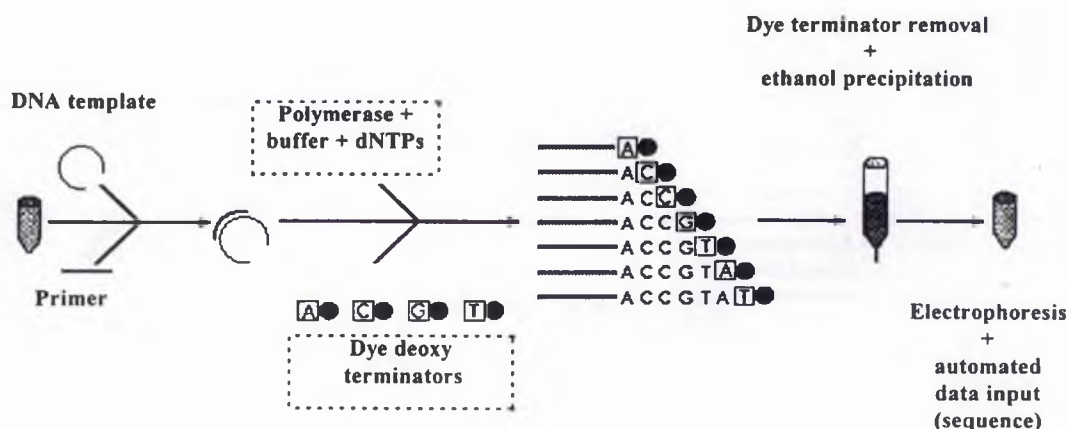 Dye terminator removal
+
ethanol precipitation
DNA template
Polymerase +
buffer + dNTPs
Primer
A C G T
Dye deoxy
terminators
A
A C
A C C
A C C G
A C C G T
A C C G T A
A C C G T A T
Electrophoresis
+
automated
data input
(sequence)